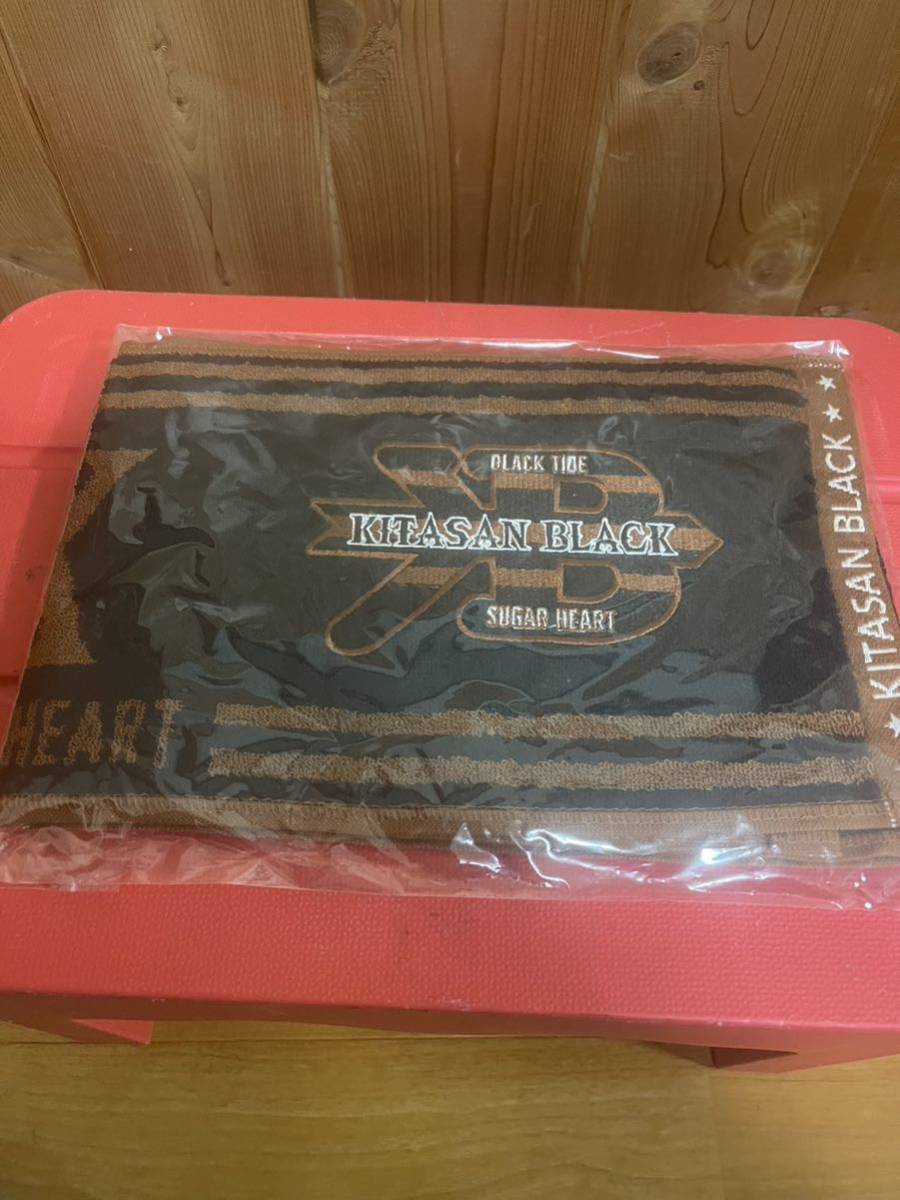 BLACK TIDE
KITASAN BLACK
SUGAR HEART
HEART
★ KITASAN BLACK ★ ★